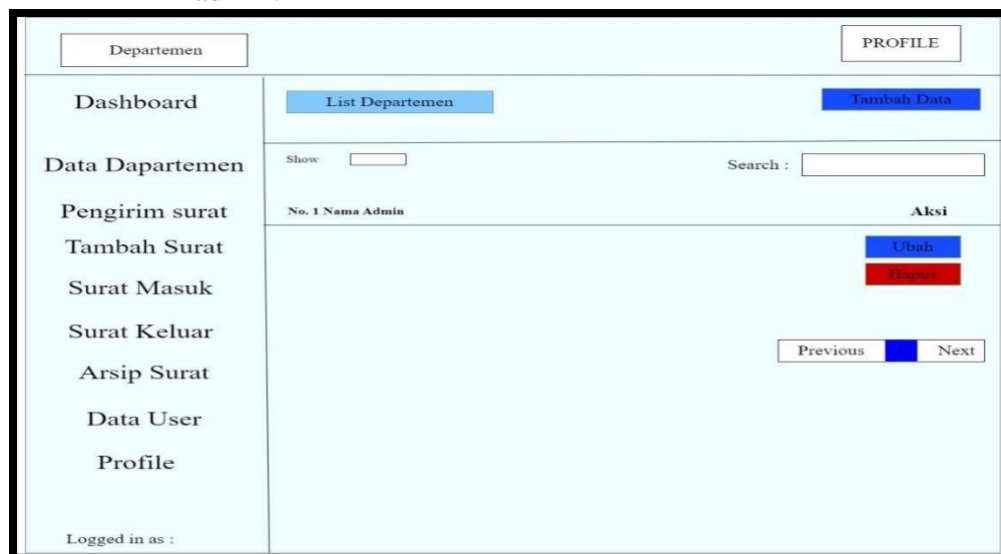 Departemen
PROFILE
Dashboard
List Departemen
Tambah Data
Data Dapartemen
Show
Search :
Pengirim surat
No. 1 Nama Admin
Aksi
Tambah Surat
Ubah
Surat Masuk
Hapus
Surat Keluar
Previous
Next
Arsip Surat
Data User
Profile
Logged in as :